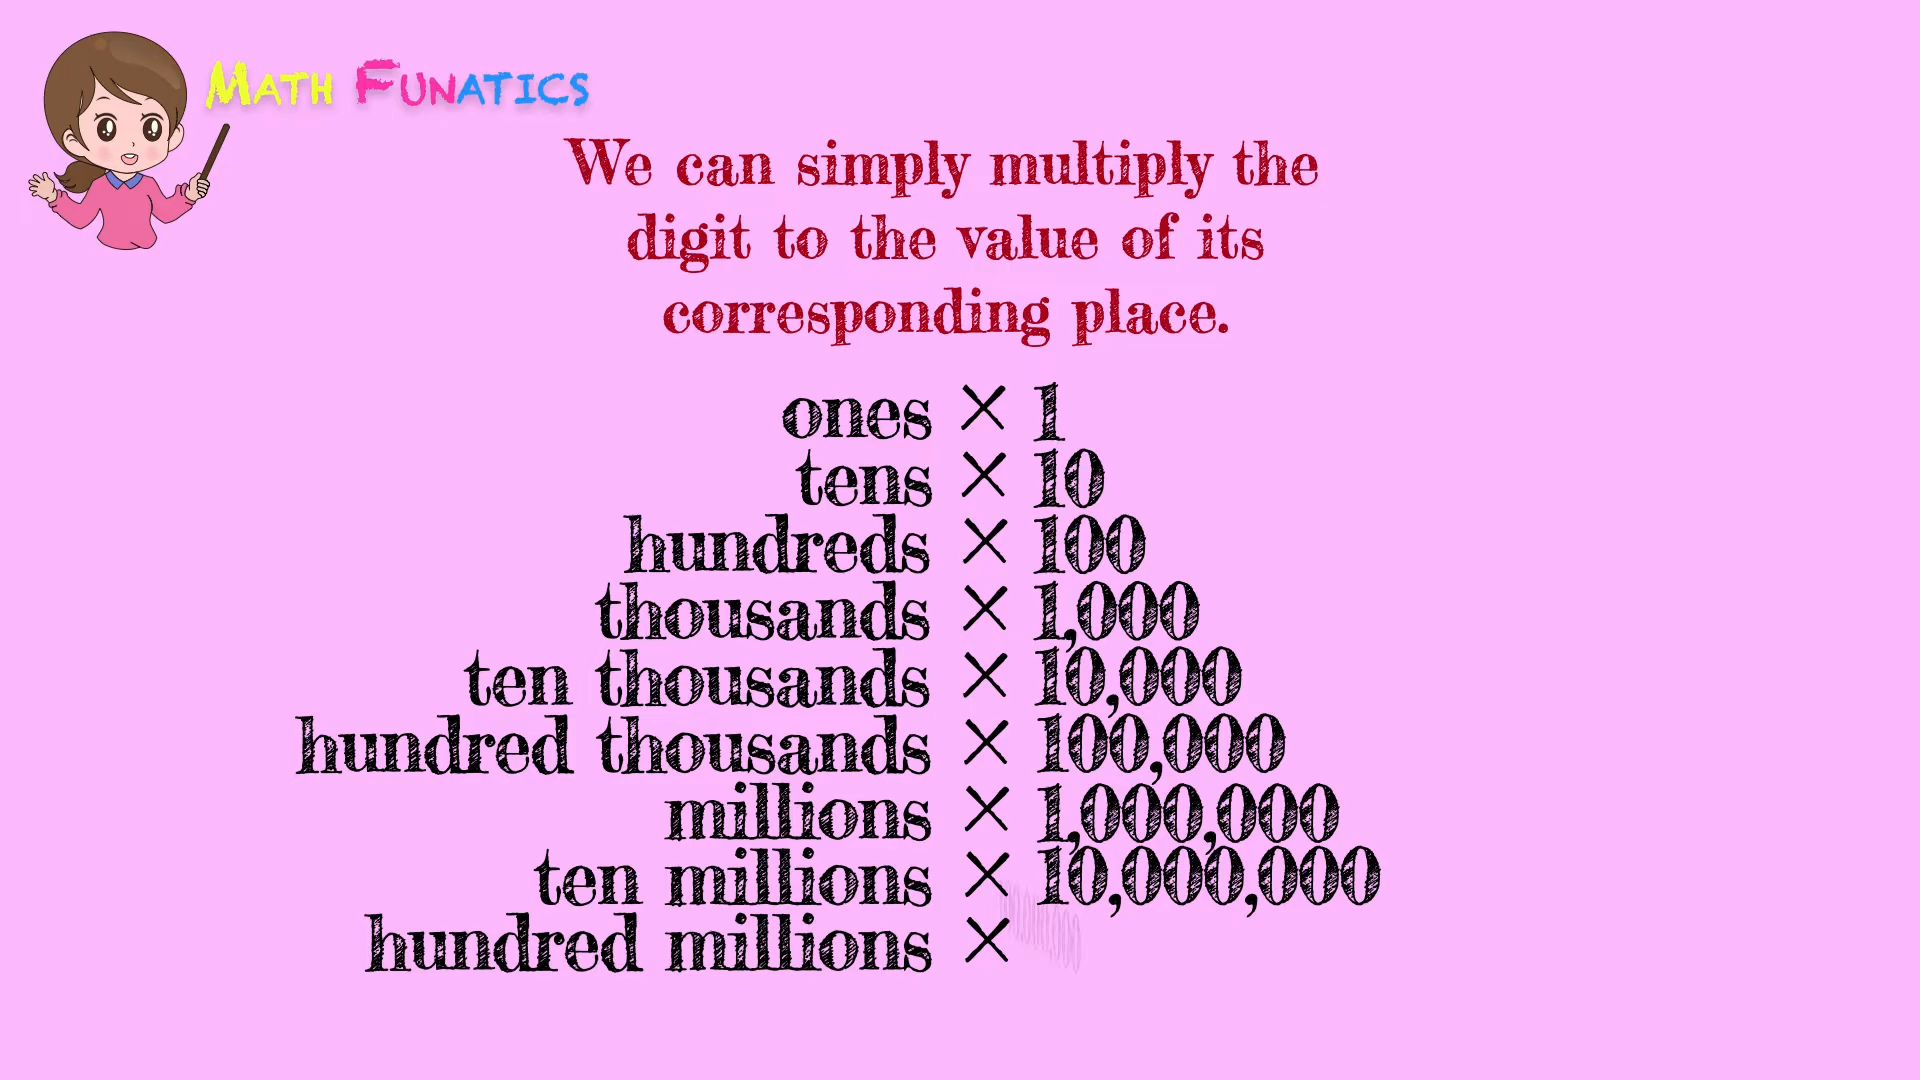 MATH FUNATICS
We can simply multiply the
digit to the value of its
corresponding place.
ones × 1
tens × 10
hundreds × 100
thousands × 1,000
ten thousands × 10,000
hundred thousands × 100,000
millions × 1,000,000
ten millions × 10,000,000
hundred millions ×